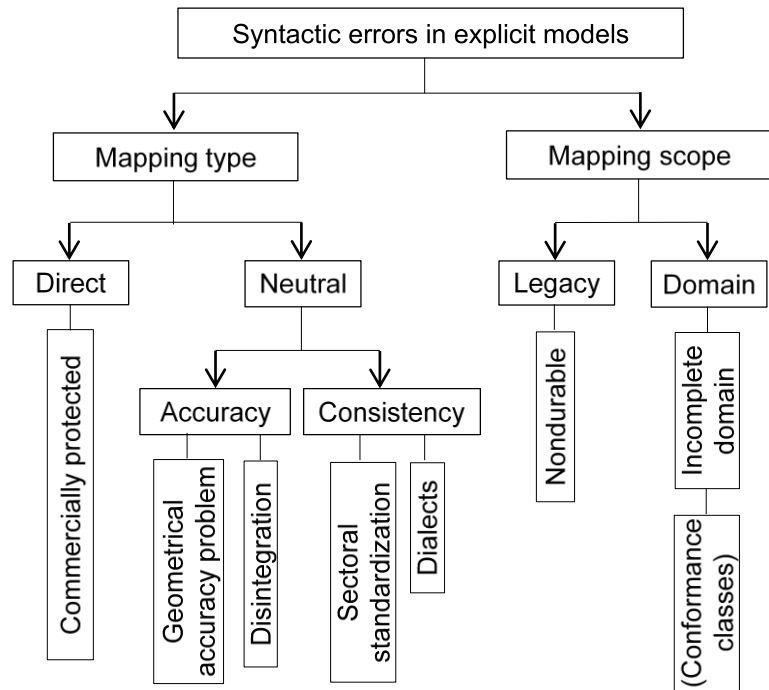 Syntactic errors in explicit models
Mapping type
Mapping scope
Direct
Neutral
Legacy
Domain
Accuracy
Consistency
Commercially protected
Geometrical
accuracy problem
Disintegration
Sectoral
standardization
Dialects
Nondurable
Incomplete
domain
(Conformance
classes)